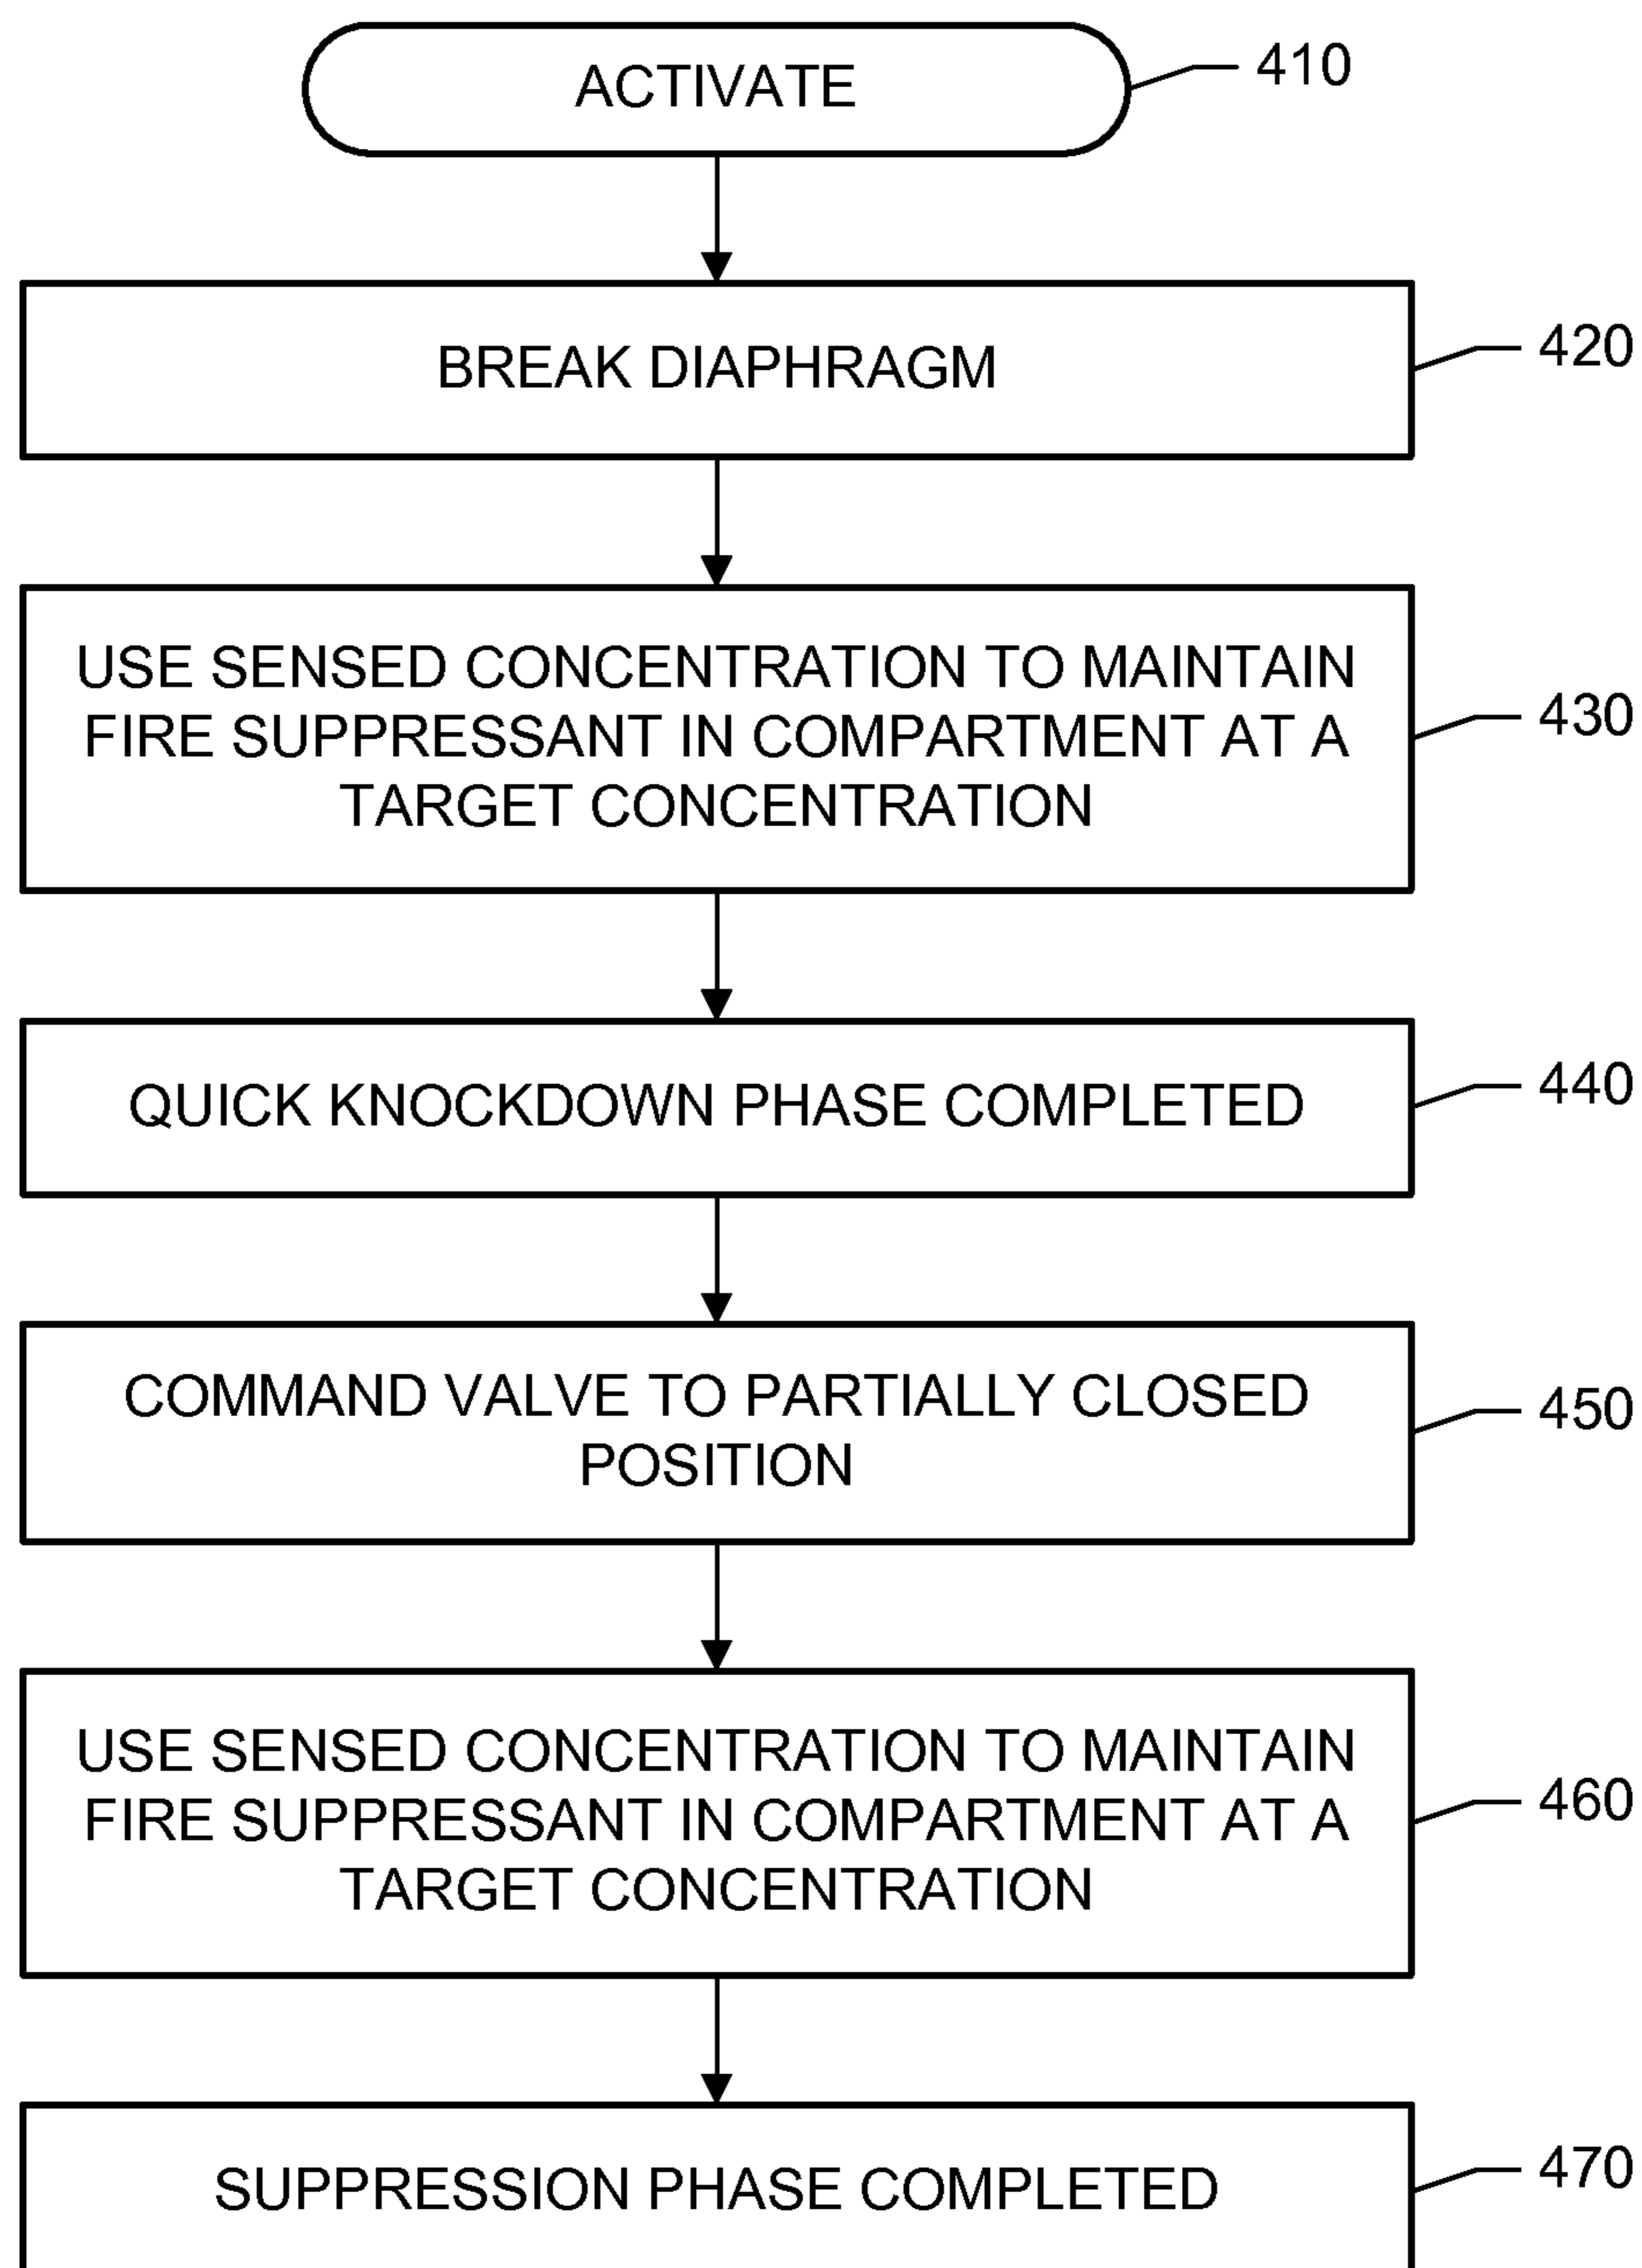 ACTIVATE
410
BREAK DIAPHRAGM
420
USE SENSED CONCENTRATION TO MAINTAIN
FIRE SUPPRESSANT IN COMPARTMENT AT A
TARGET CONCENTRATION
430
QUICK KNOCKDOWN PHASE COMPLETED
440
COMMAND VALVE TO PARTIALLY CLOSED
POSITION
450
USE SENSED CONCENTRATION TO MAINTAIN
FIRE SUPPRESSANT IN COMPARTMENT AT A
TARGET CONCENTRATION
460
SUPPRESSION PHASE COMPLETED
470